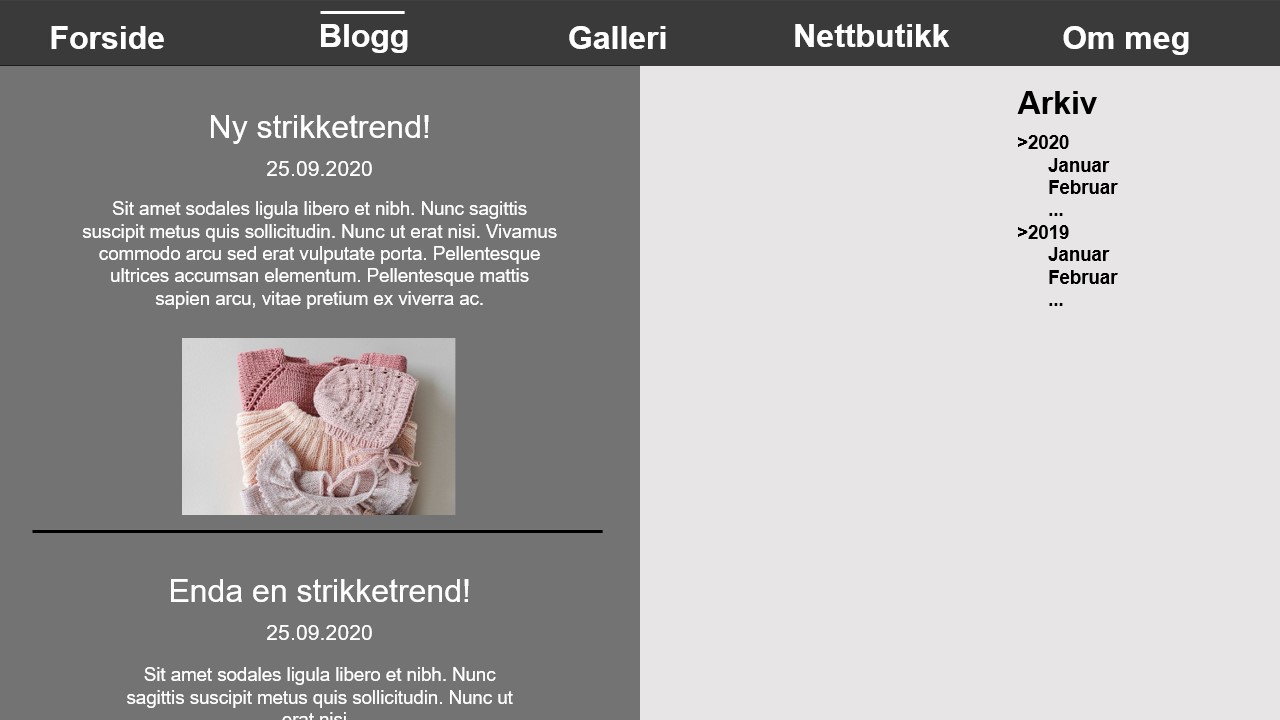 Forside
Blogg
Galleri
Nettbutikk
Om meg
Ny strikketrend!
25.09.2020
Sit amet sodales ligula libero et nibh. Nunc sagittis
suscipit metus quis sollicitudin. Nunc ut erat nisi. Vivamus
commodo arcu sed erat vulputate porta. Pellentesque
ultrices accumsan elementum. Pellentesque mattis
sapien arcu, vitae pretium ex viverra ac.
Enda en strikketrend!
25.09.2020
Sit amet sodales ligula libero et nibh. Nunc
sagittis suscipit metus quis sollicitudin. Nunc ut
erat nisi.
Arkiv
>2020
Januar
Februar
...
>2019
Januar
Februar
...